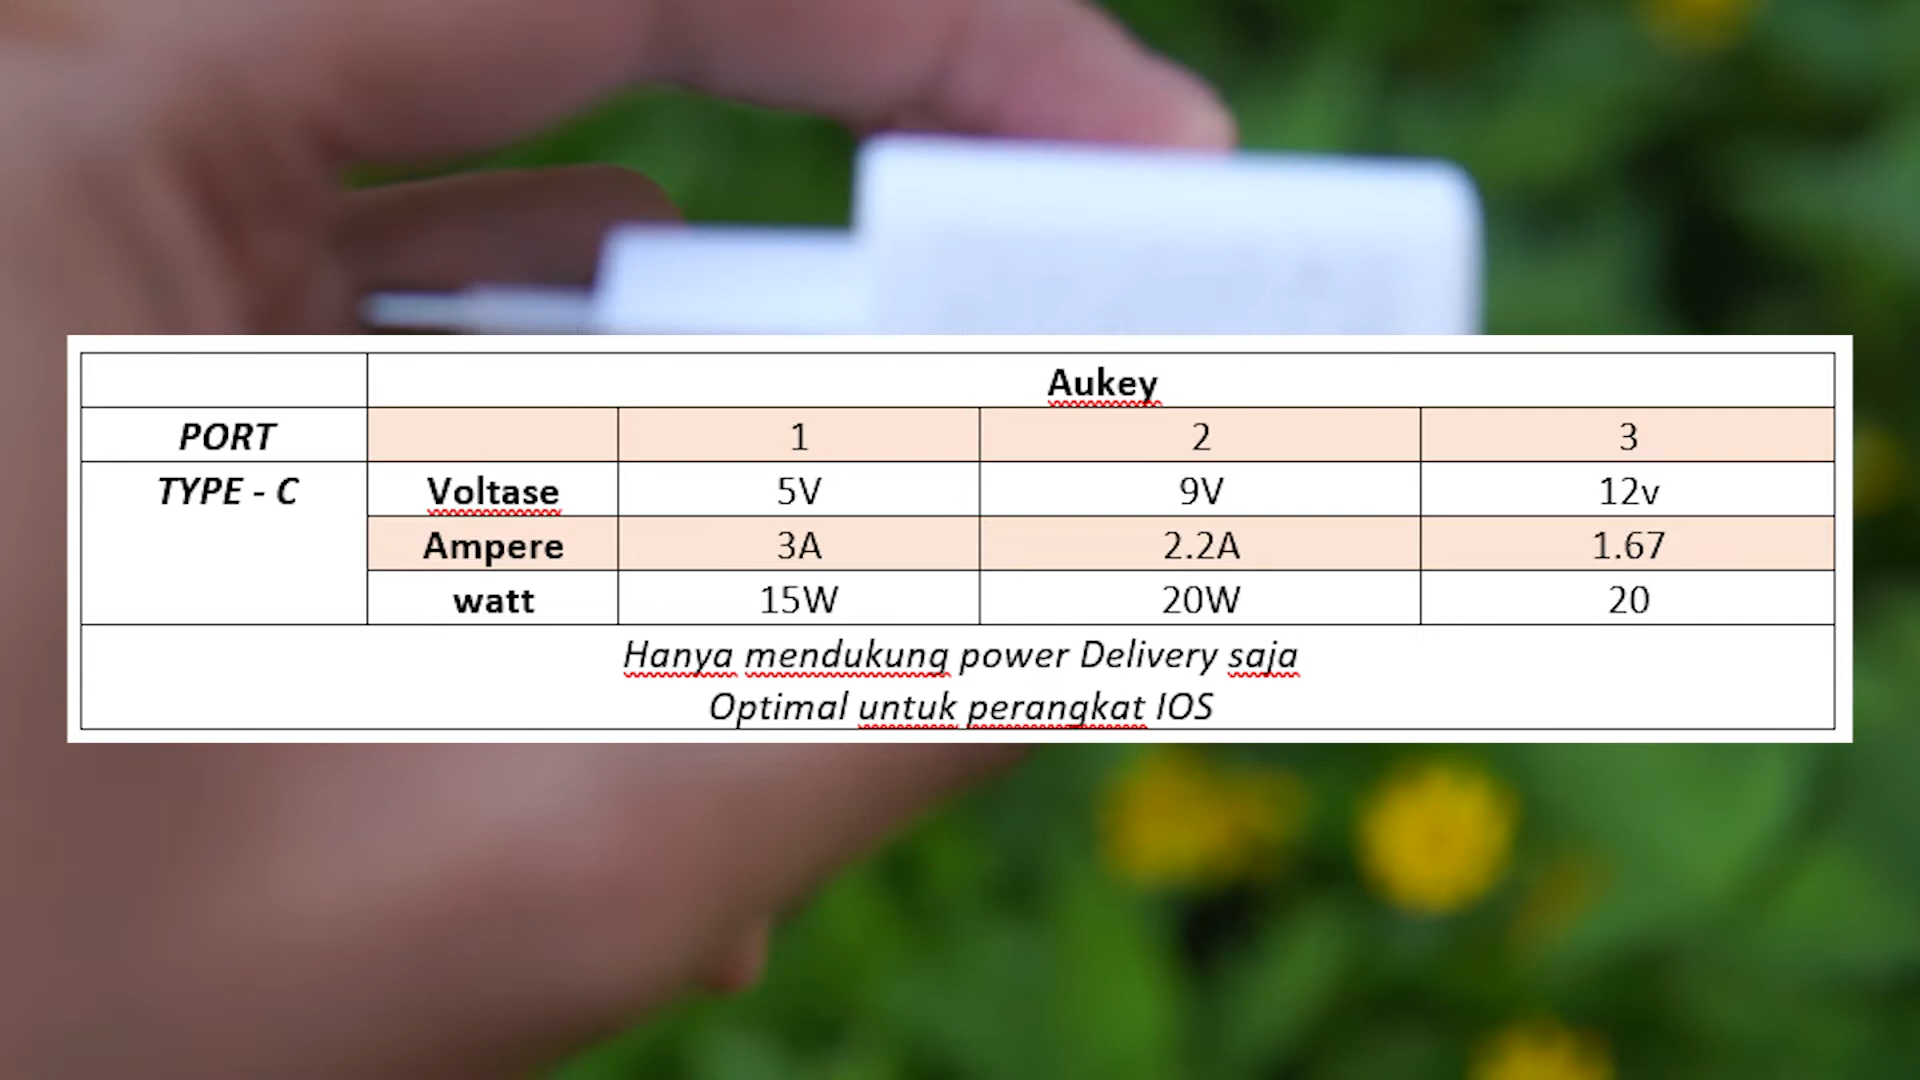 Aukey
PORT 1 2 3
TYPE - C Voltase 5V 9V 12v
Ampere 3A 2.2A 1.67
watt 15W 20W 20
Hanya mendukung power Delivery saja
Optimal untuk perangkat IOS